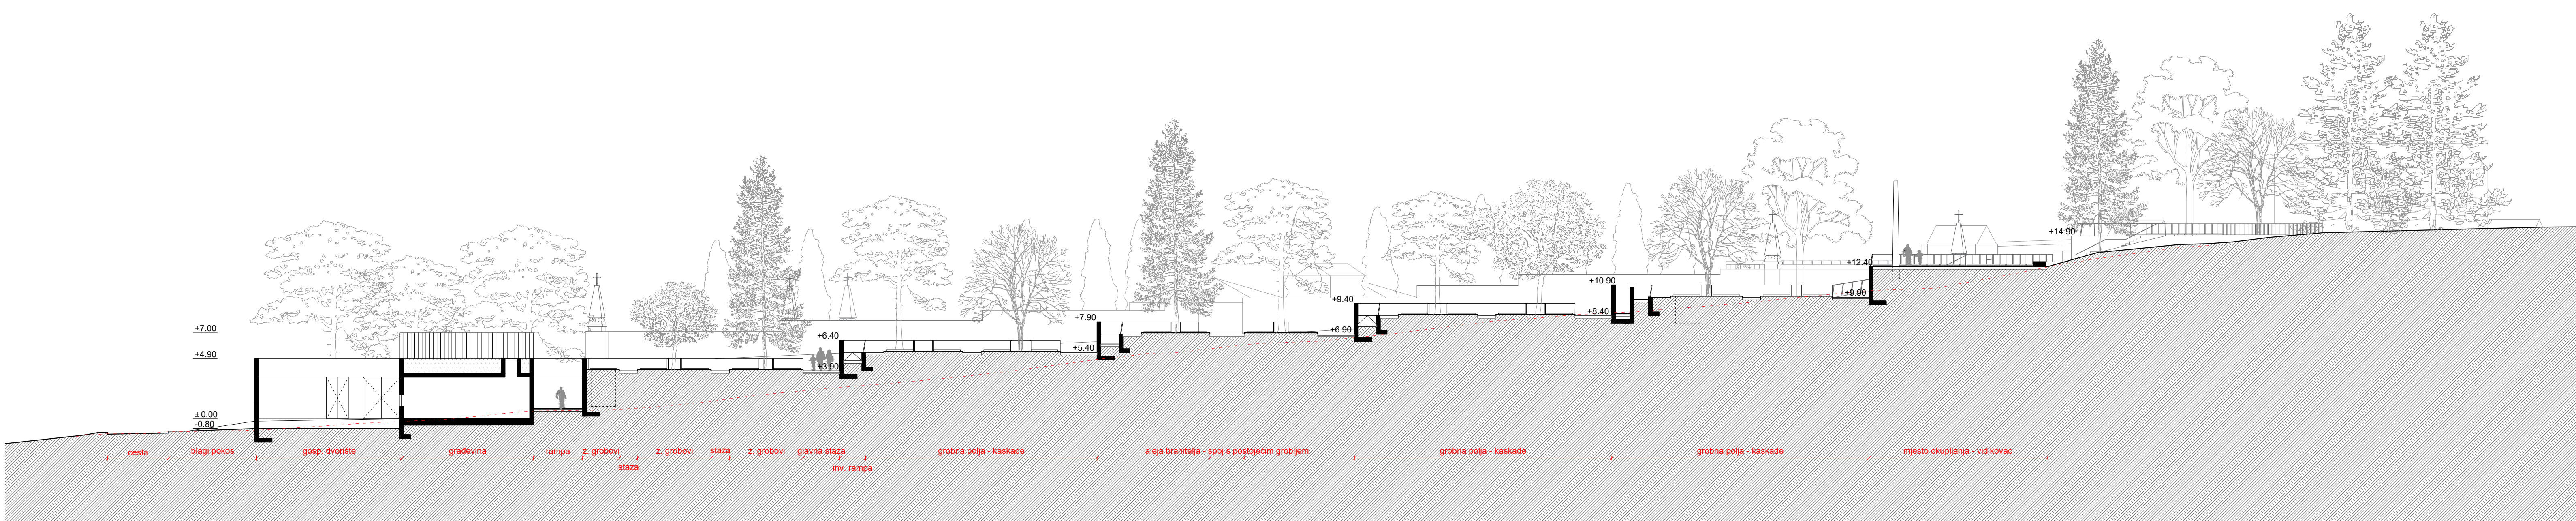 +7.00
+4.90
±0.00
-0.80
+6.40
+3.90
+7.90
+5.40
+9.40
+6.90
+10.90
+8.40
+12.40
+9.90
+14.90
cesta
blagi pokos
gosp. dvorište
građevina
rampa
z. grobovi
staza
z. grobovi
staza
z. grobovi
glavna staza
inv. rampa
grobna polja - kaskade
aleja branitelja - spoj s postojećim grobljem
grobna polja - kaskade
grobna polja - kaskade
mjesto okupljanja - vidikovac